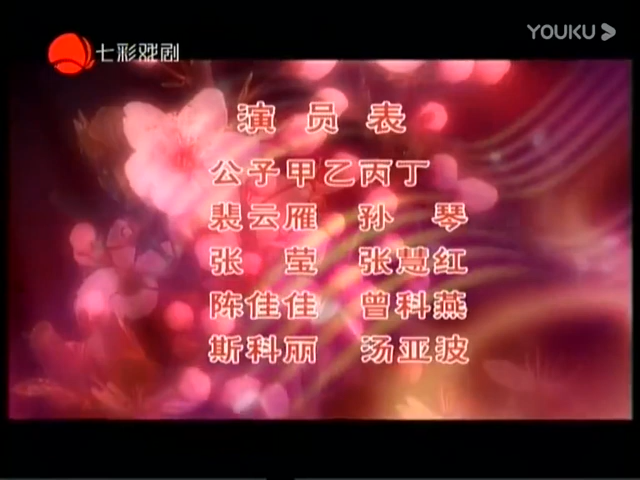 七彩戏剧
YOUKU
演员表
公子甲乙丙丁
裴云雁 孙琴
张莹 张慧红
陈佳佳 曾科燕
斯科丽 汤亚波